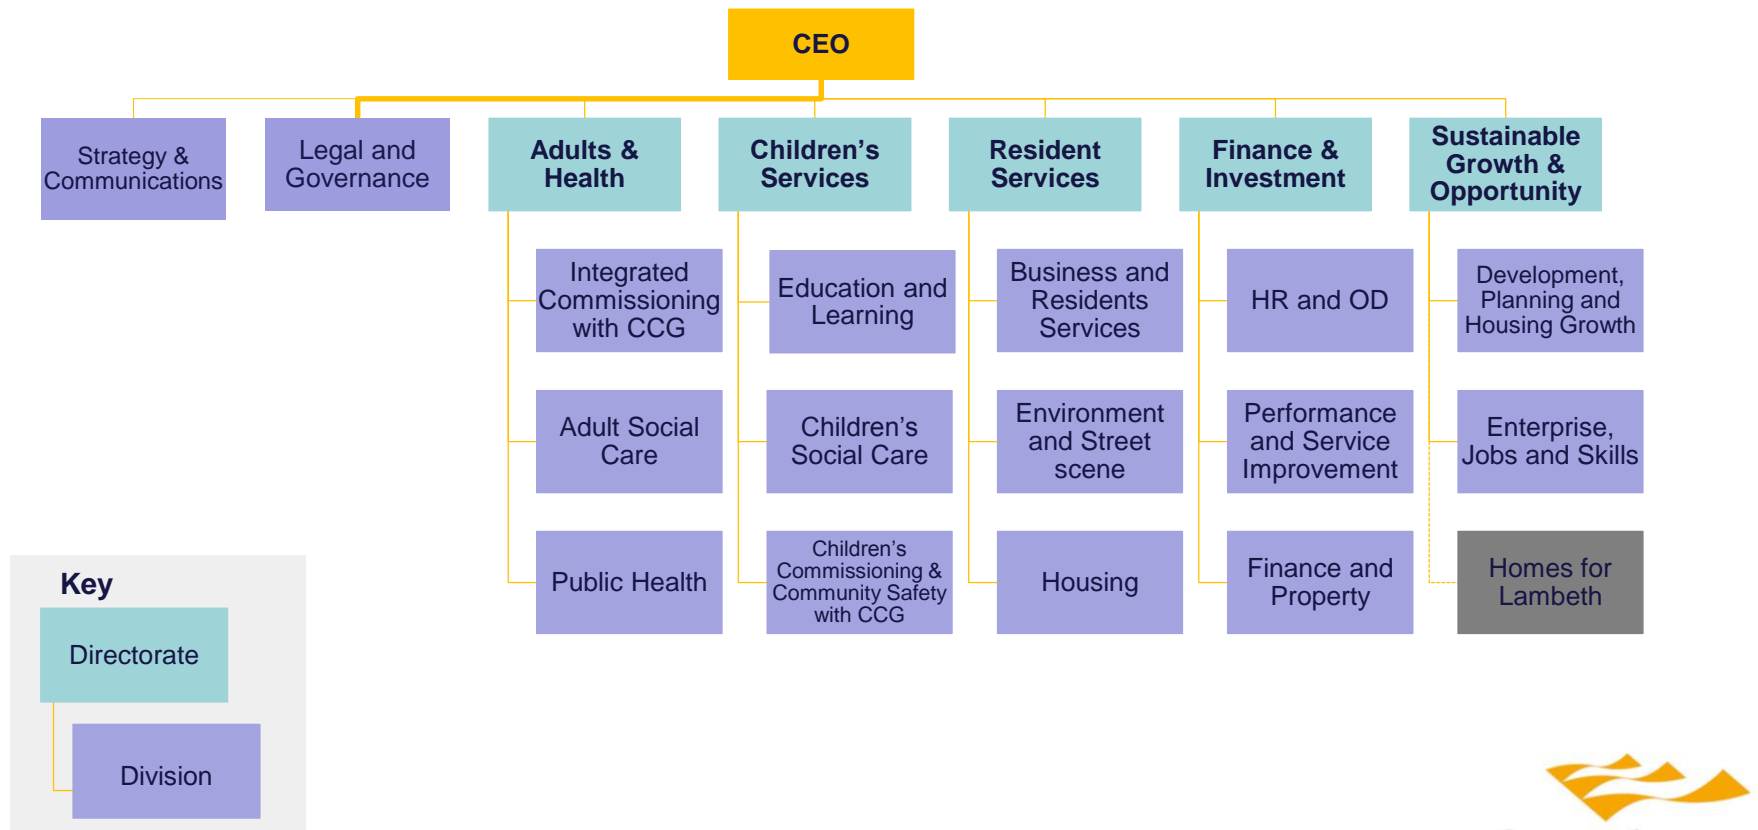 CEO
Strategy &
Communications
Legal and
Governance
Adults &
Health
Children’s
Services
Resident
Services
Finance &
Investment
Sustainable
Growth &
Opportunity
Integrated
Commissioning
with CCG
Education and
Learning
Business and
Residents
Services
HR and OD
Development,
Planning and
Housing Growth
Adult Social
Care
Children’s
Social Care
Environment
and Street
scene
Performance
and Service
Improvement
Enterprise,
Jobs and Skills
Public Health
Children’s
Commissioning &
Community Safety
with CCG
Housing
Finance and
Property
Homes for
Lambeth
Key
Directorate
Division